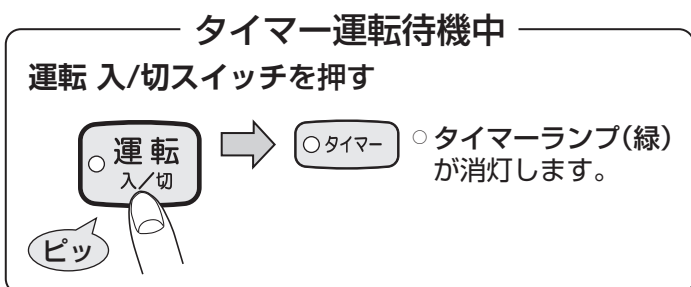 タイマー運転待機中
運転 入/切スイッチを押す
運転
入/切
タイマー
タイマーランプ(緑)
が消灯します。
ピッ